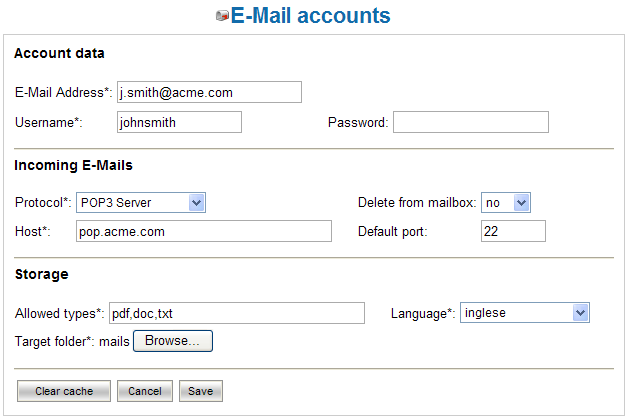 E-Mail accounts
Account data
E-Mail Address*: j.smith@acme.com
Username*: johnsmith Password:
Incoming E-Mails
Protocol*: POP3 Server Delete from mailbox: no
Host*: pop.acme.com Default port: 22
Storage
Allowed types*: pdf,doc,txt Language*: inglese
Target folder*: mails Browse...
Clear cache Cancel Save